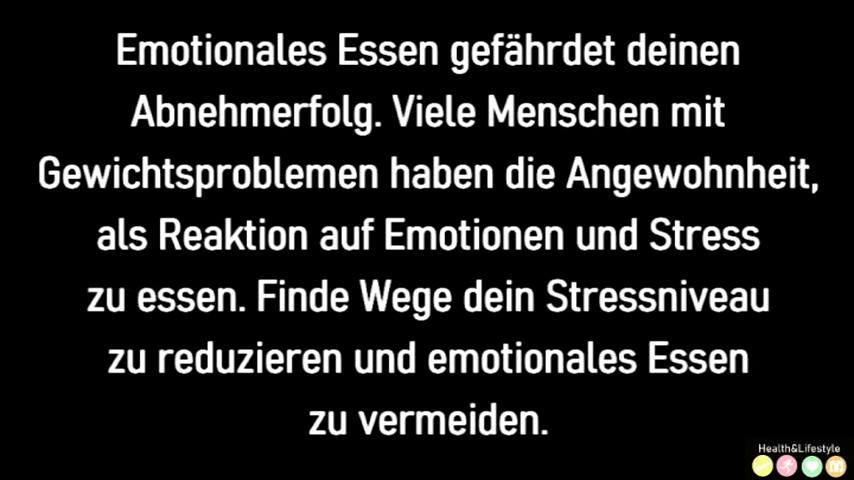 Emotionales Essen gefährdet deinen
Abnehmerfolg. Viele Menschen mit
Gewichtsproblemen haben die Angewohnheit,
als Reaktion auf Emotionen und Stress
zu essen. Finde Wege dein Stressniveau
zu reduzieren und emotionales Essen
zu vermeiden.
Health&Lifestyle